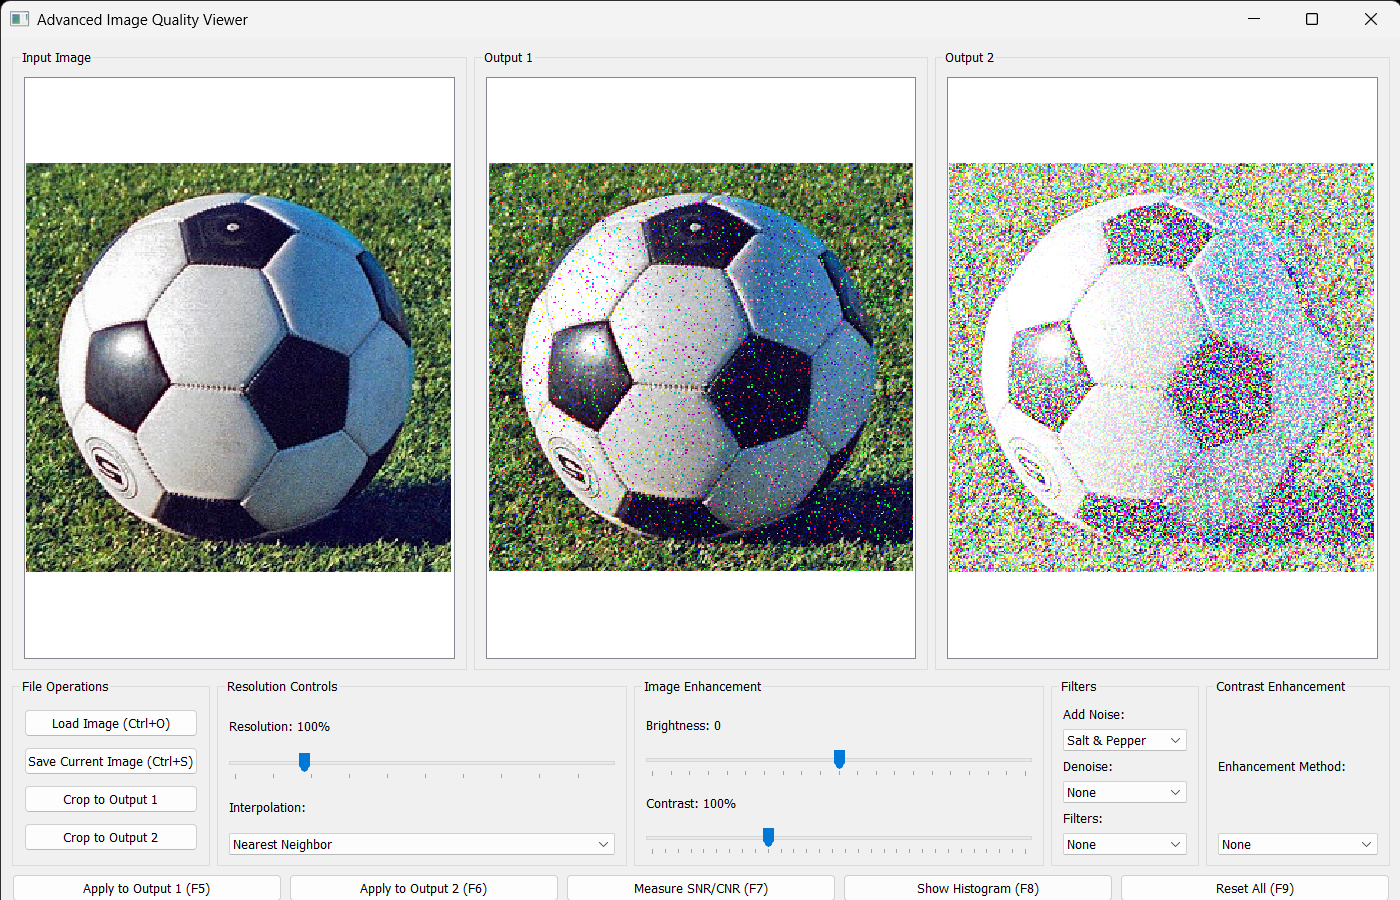 Advanced Image Quality Viewer
Input Image
Output 1
Output 2
File Operations
Load Image (Ctrl+O)
Save Current Image (Ctrl+S)
Crop to Output 1
Crop to Output 2
Resolution Controls
Resolution: 100%
Interpolation:
Nearest Neighbor
Image Enhancement
Brightness: 0
Contrast: 100%
Filters
Add Noise:
Salt & Pepper
Denoise:
None
Filters:
None
Contrast Enhancement
Enhancement Method:
None
Apply to Output 1 (F5)
Apply to Output 2 (F6)
Measure SNR/CNR (F7)
Show Histogram (F8)
Reset All (F9)